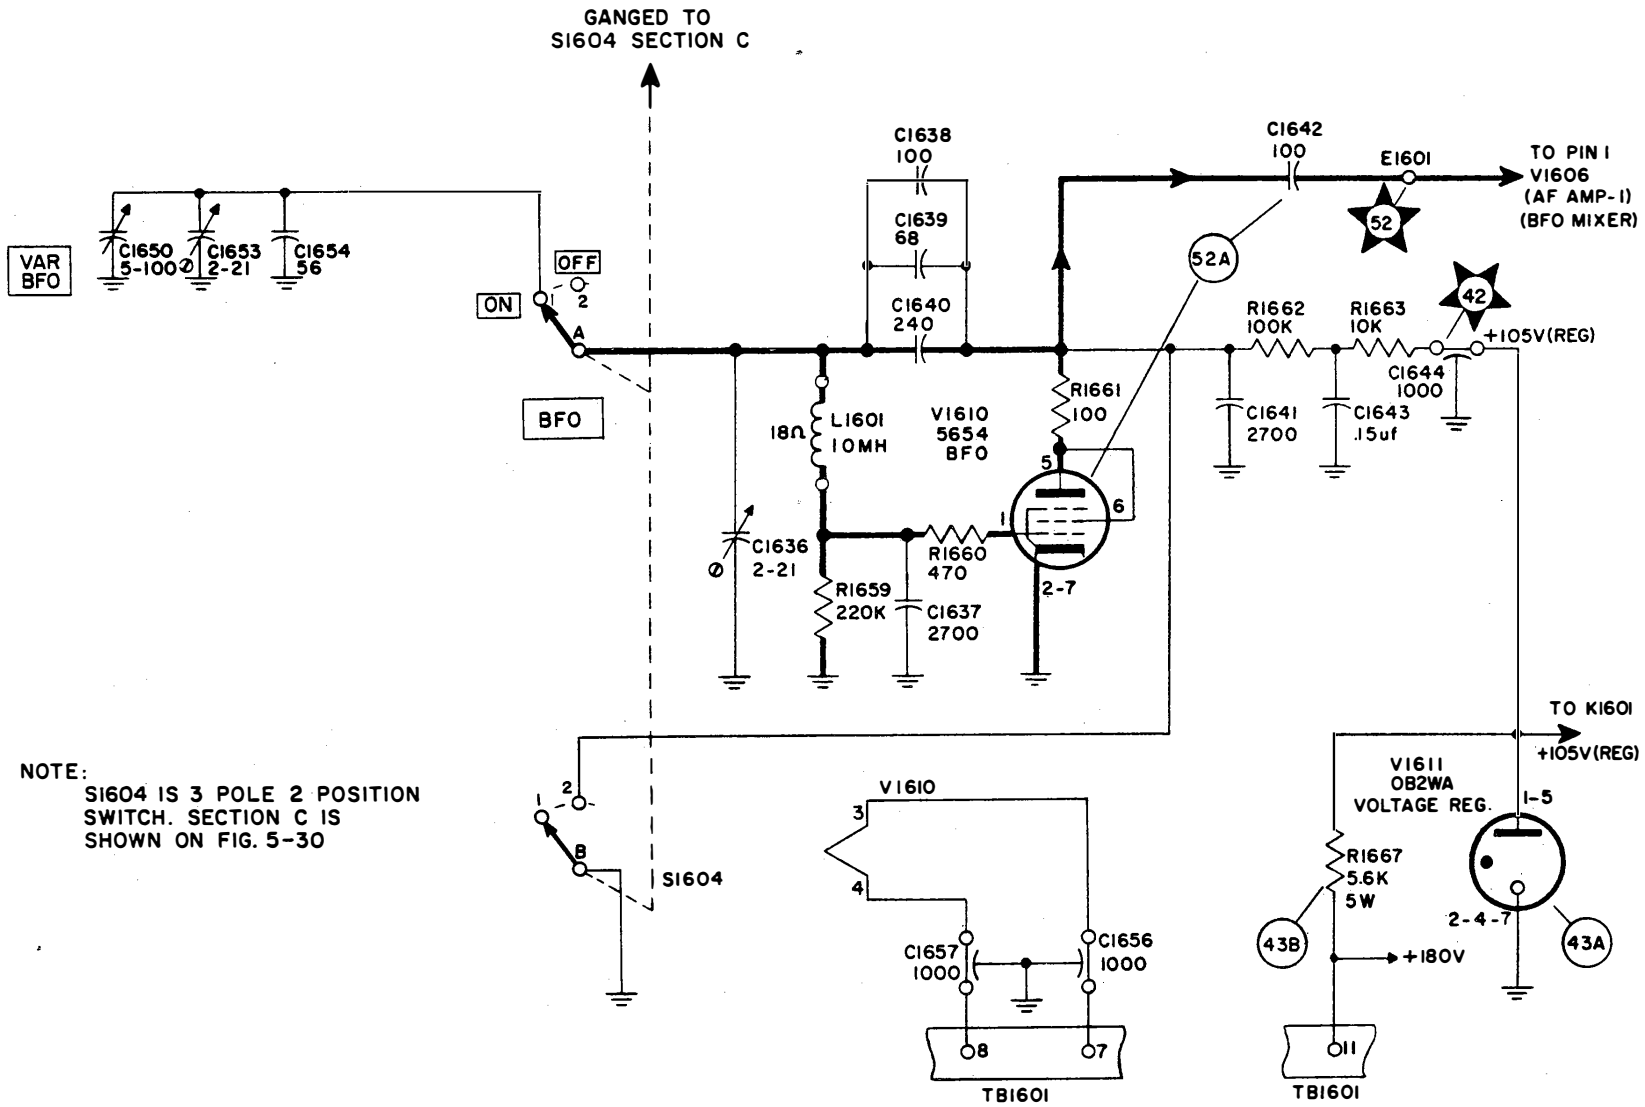 GANGED TO
S1604 SECTION C
C1638
100
C1639
68
C1640
240
C1642
100
E1601
52
TO PIN 1
V1606
(AF AMP-1)
(BFO MIXER)
52A
42
VAR
BFO
C1650
5-100
C1653
2-21
C1654
56
OFF
ON
1
2
A
BFO
R1662
100K
R1663
10K
+105V(REG)
C1644
1000
R1661
100
C1641
2700
C1643
.15uf
18Ω
L1601
10MH
V1610
5654
BFO
5
6
1
2-7
C1636
2-21
R1660
470
R1659
220K
C1637
2700
NOTE:
S1604 IS 3 POLE 2 POSITION
SWITCH. SECTION C IS
SHOWN ON FIG. 5-30
1
2
B
S1604
V1610
3
4
C1657
1000
C1656
1000
8
7
TB1601
TO K1601
+105V(REG)
V1611
OB2WA
VOLTAGE REG.
1-5
R1667
5.6K
5W
2-4-7
43B
43A
+180V
11
TB1601